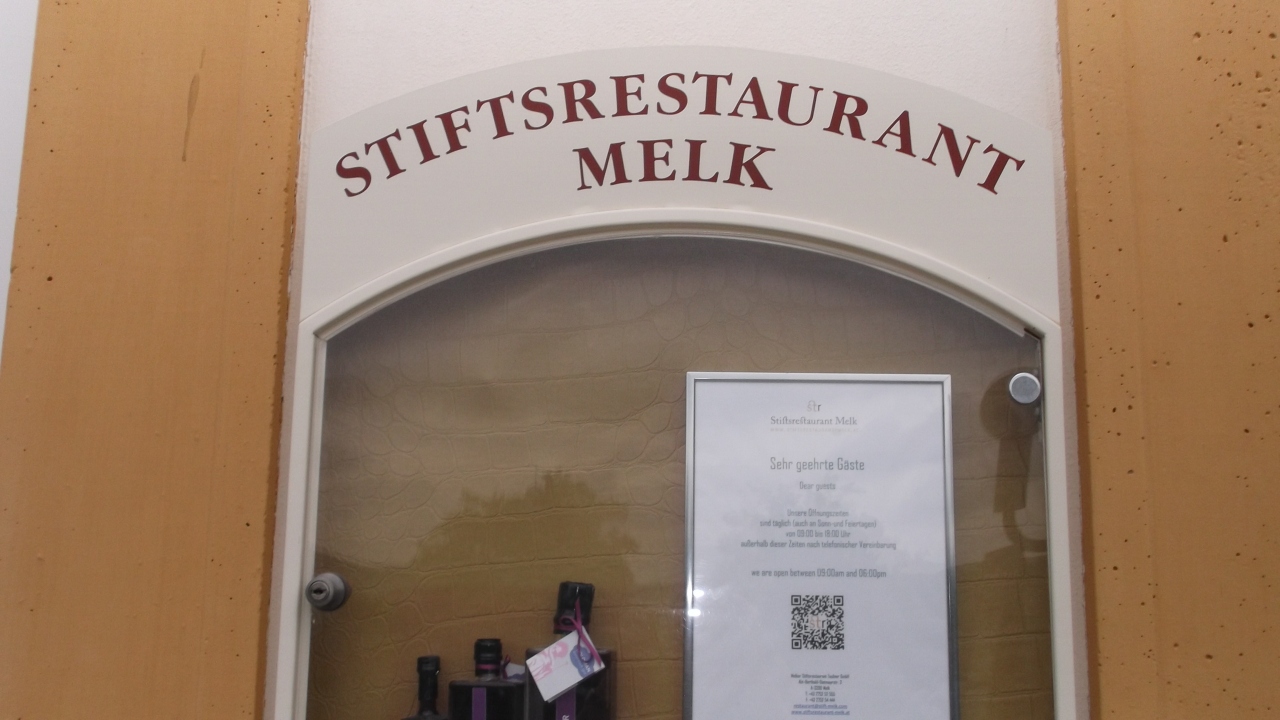 STIFTSRESTAURANT
MELK
str
Stiftsrestaurant Melk
Sehr geehrte Gäste
Dear guests
Unsere Öffnungszeiten
sind täglich (auch an Sonn-und Feiertagen)
von 09:00 bis 18:00 Uhr
außerhalb dieser Zeiten nach telefonischer Vereinbarung
we are open between 09:00am and 06:00pm